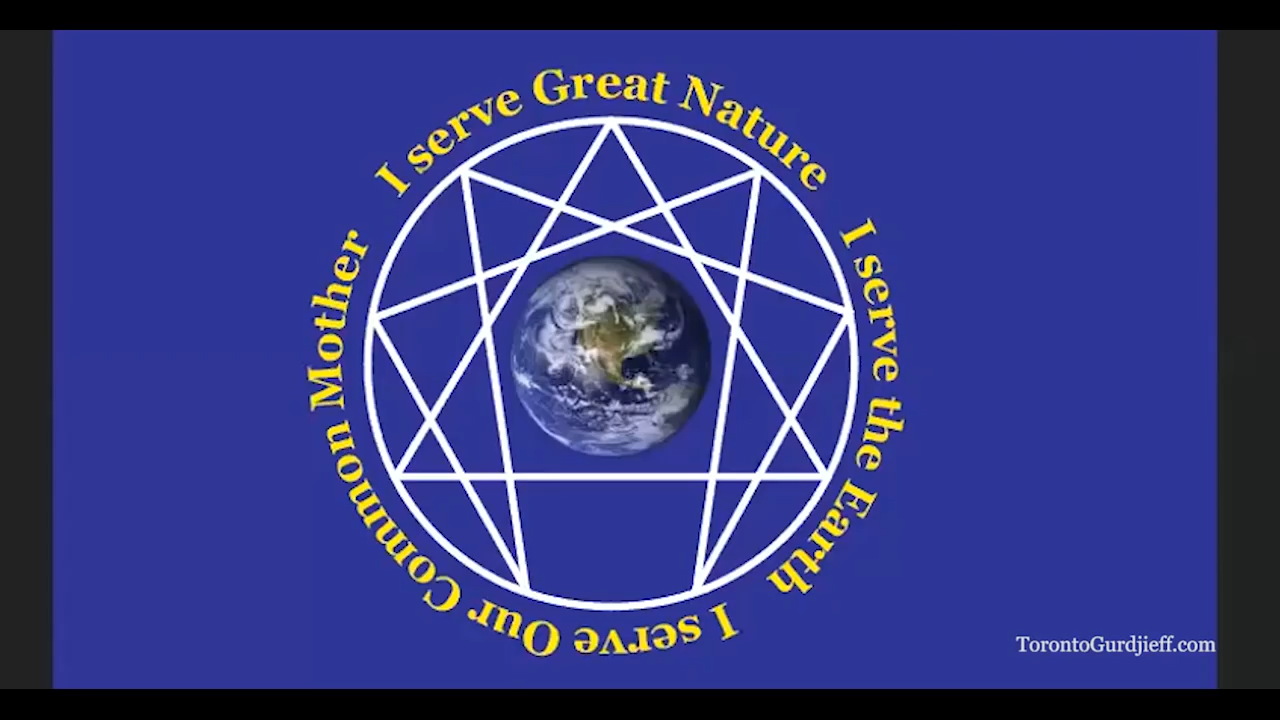 I serve Great Nature
I serve the Earth
I serve Our Common Mother
TorontoGurdjieff.com